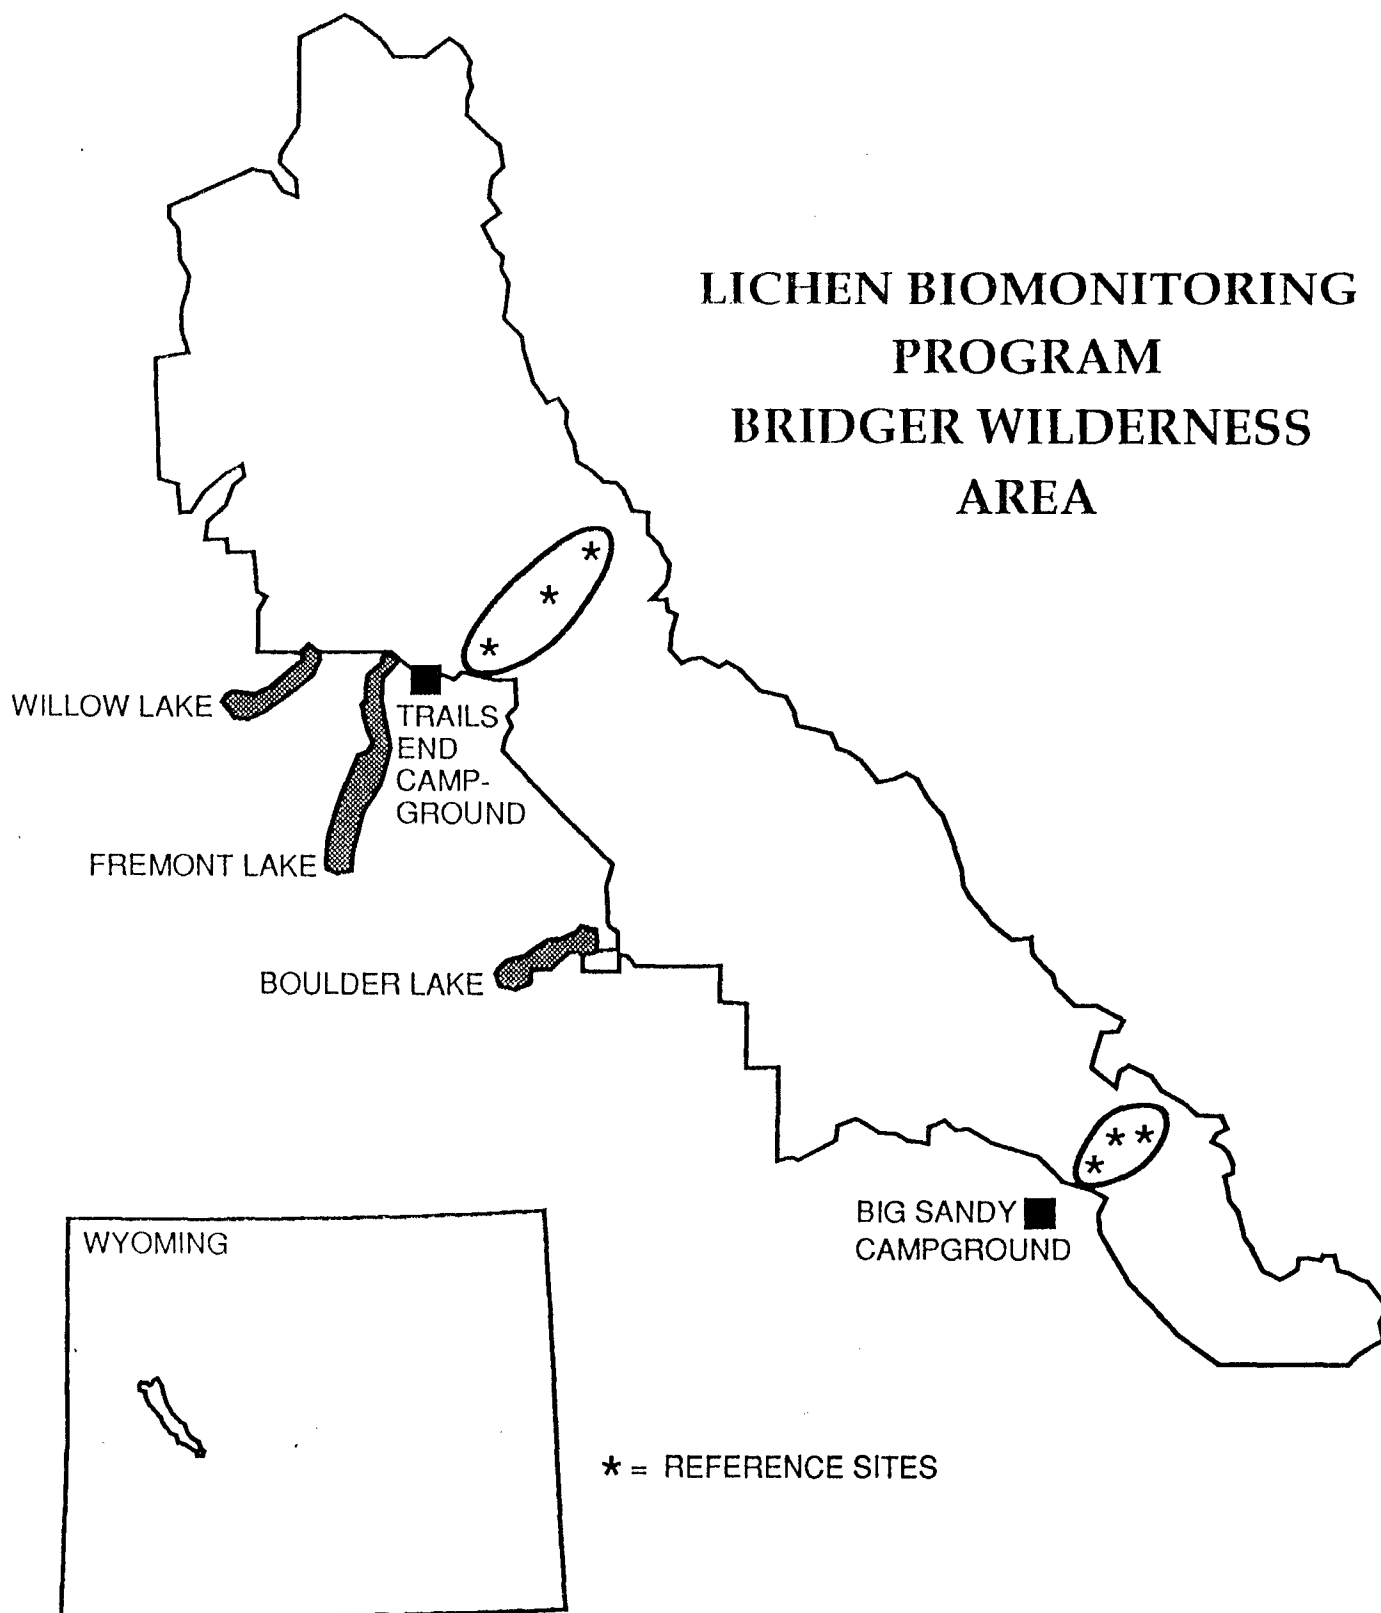 LICHEN BIOMONITORING
PROGRAM
BRIDGER WILDERNESS
AREA
*
*
*
WILLOW LAKE
TRAILS
END
CAMP-
GROUND
FREMONT LAKE
BOULDER LAKE
* *
*
BIG SANDY
CAMPGROUND
WYOMING
* = REFERENCE SITES